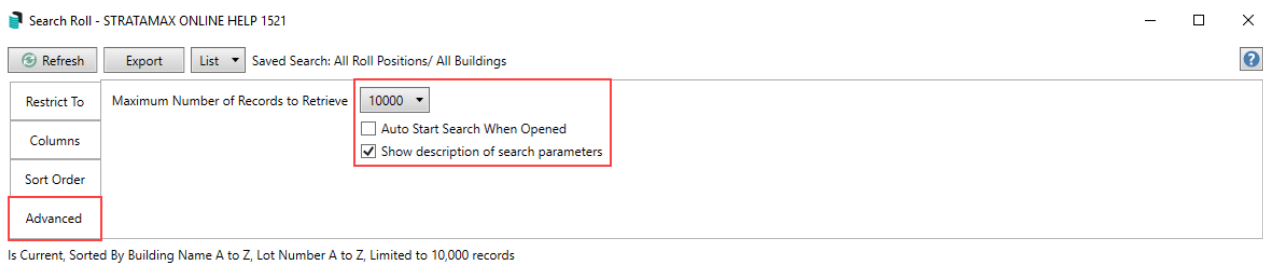 Search Roll - STRATAMAX ONLINE HELP 1521
Refresh Export List Saved Search: All Roll Positions/ All Buildings ?
Restrict To Maximum Number of Records to Retrieve 10000
Auto Start Search When Opened
Columns
Show description of search parameters
Sort Order
Advanced
Is Current, Sorted By Building Name A to Z, Lot Number A to Z, Limited to 10,000 records